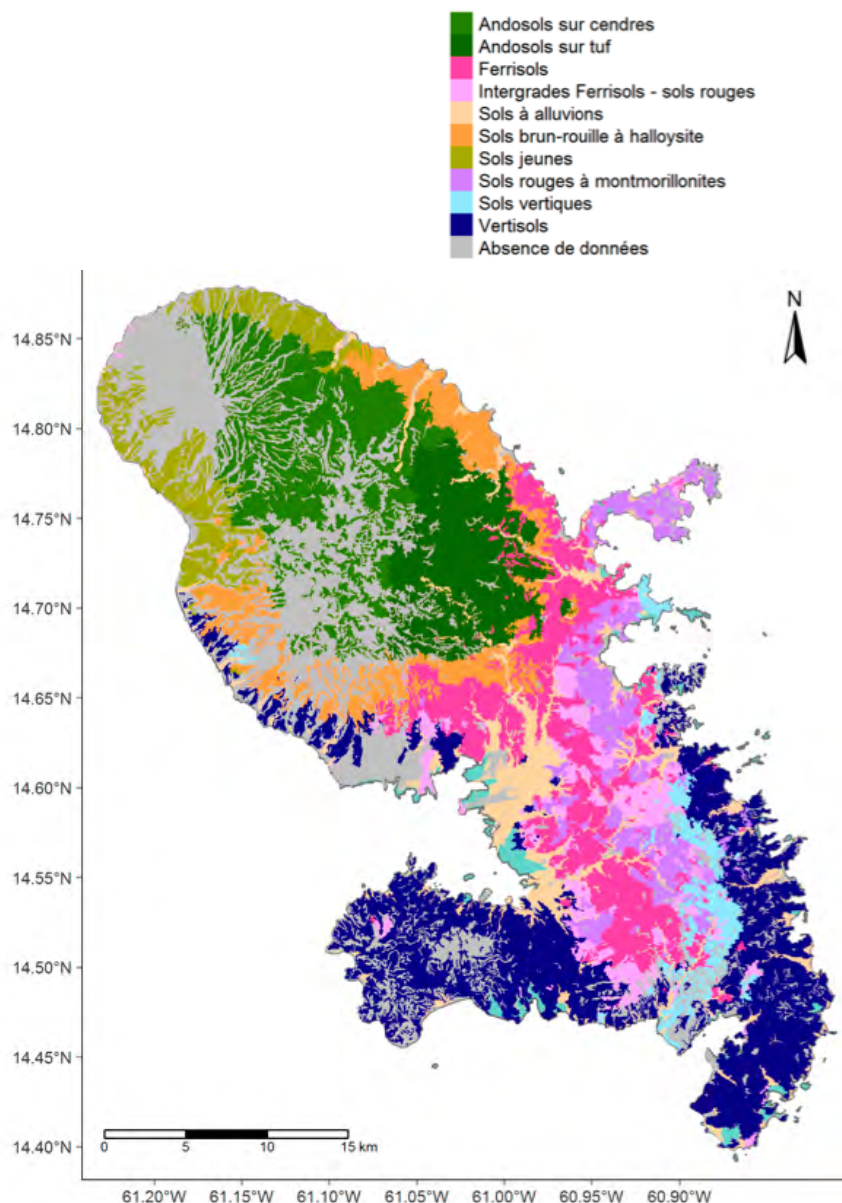 Andosols sur cendres
Andosols sur tuf
Ferrisols
Intergrades Ferrisols - sols rouges
Sols à alluvions
Sols brun-rouille à halloysite
Sols jeunes
Sols rouges à montmorillonites
Sols vertiques
Vertisols
Absence de données
N
14.85°N
14.80°N
14.75°N
14.70°N
14.65°N
14.60°N
14.55°N
14.50°N
14.45°N
14.40°N
0 5 10 15 km
61.20°W 61.15°W 61.10°W 61.05°W 61.00°W 60.95°W 60.90°W